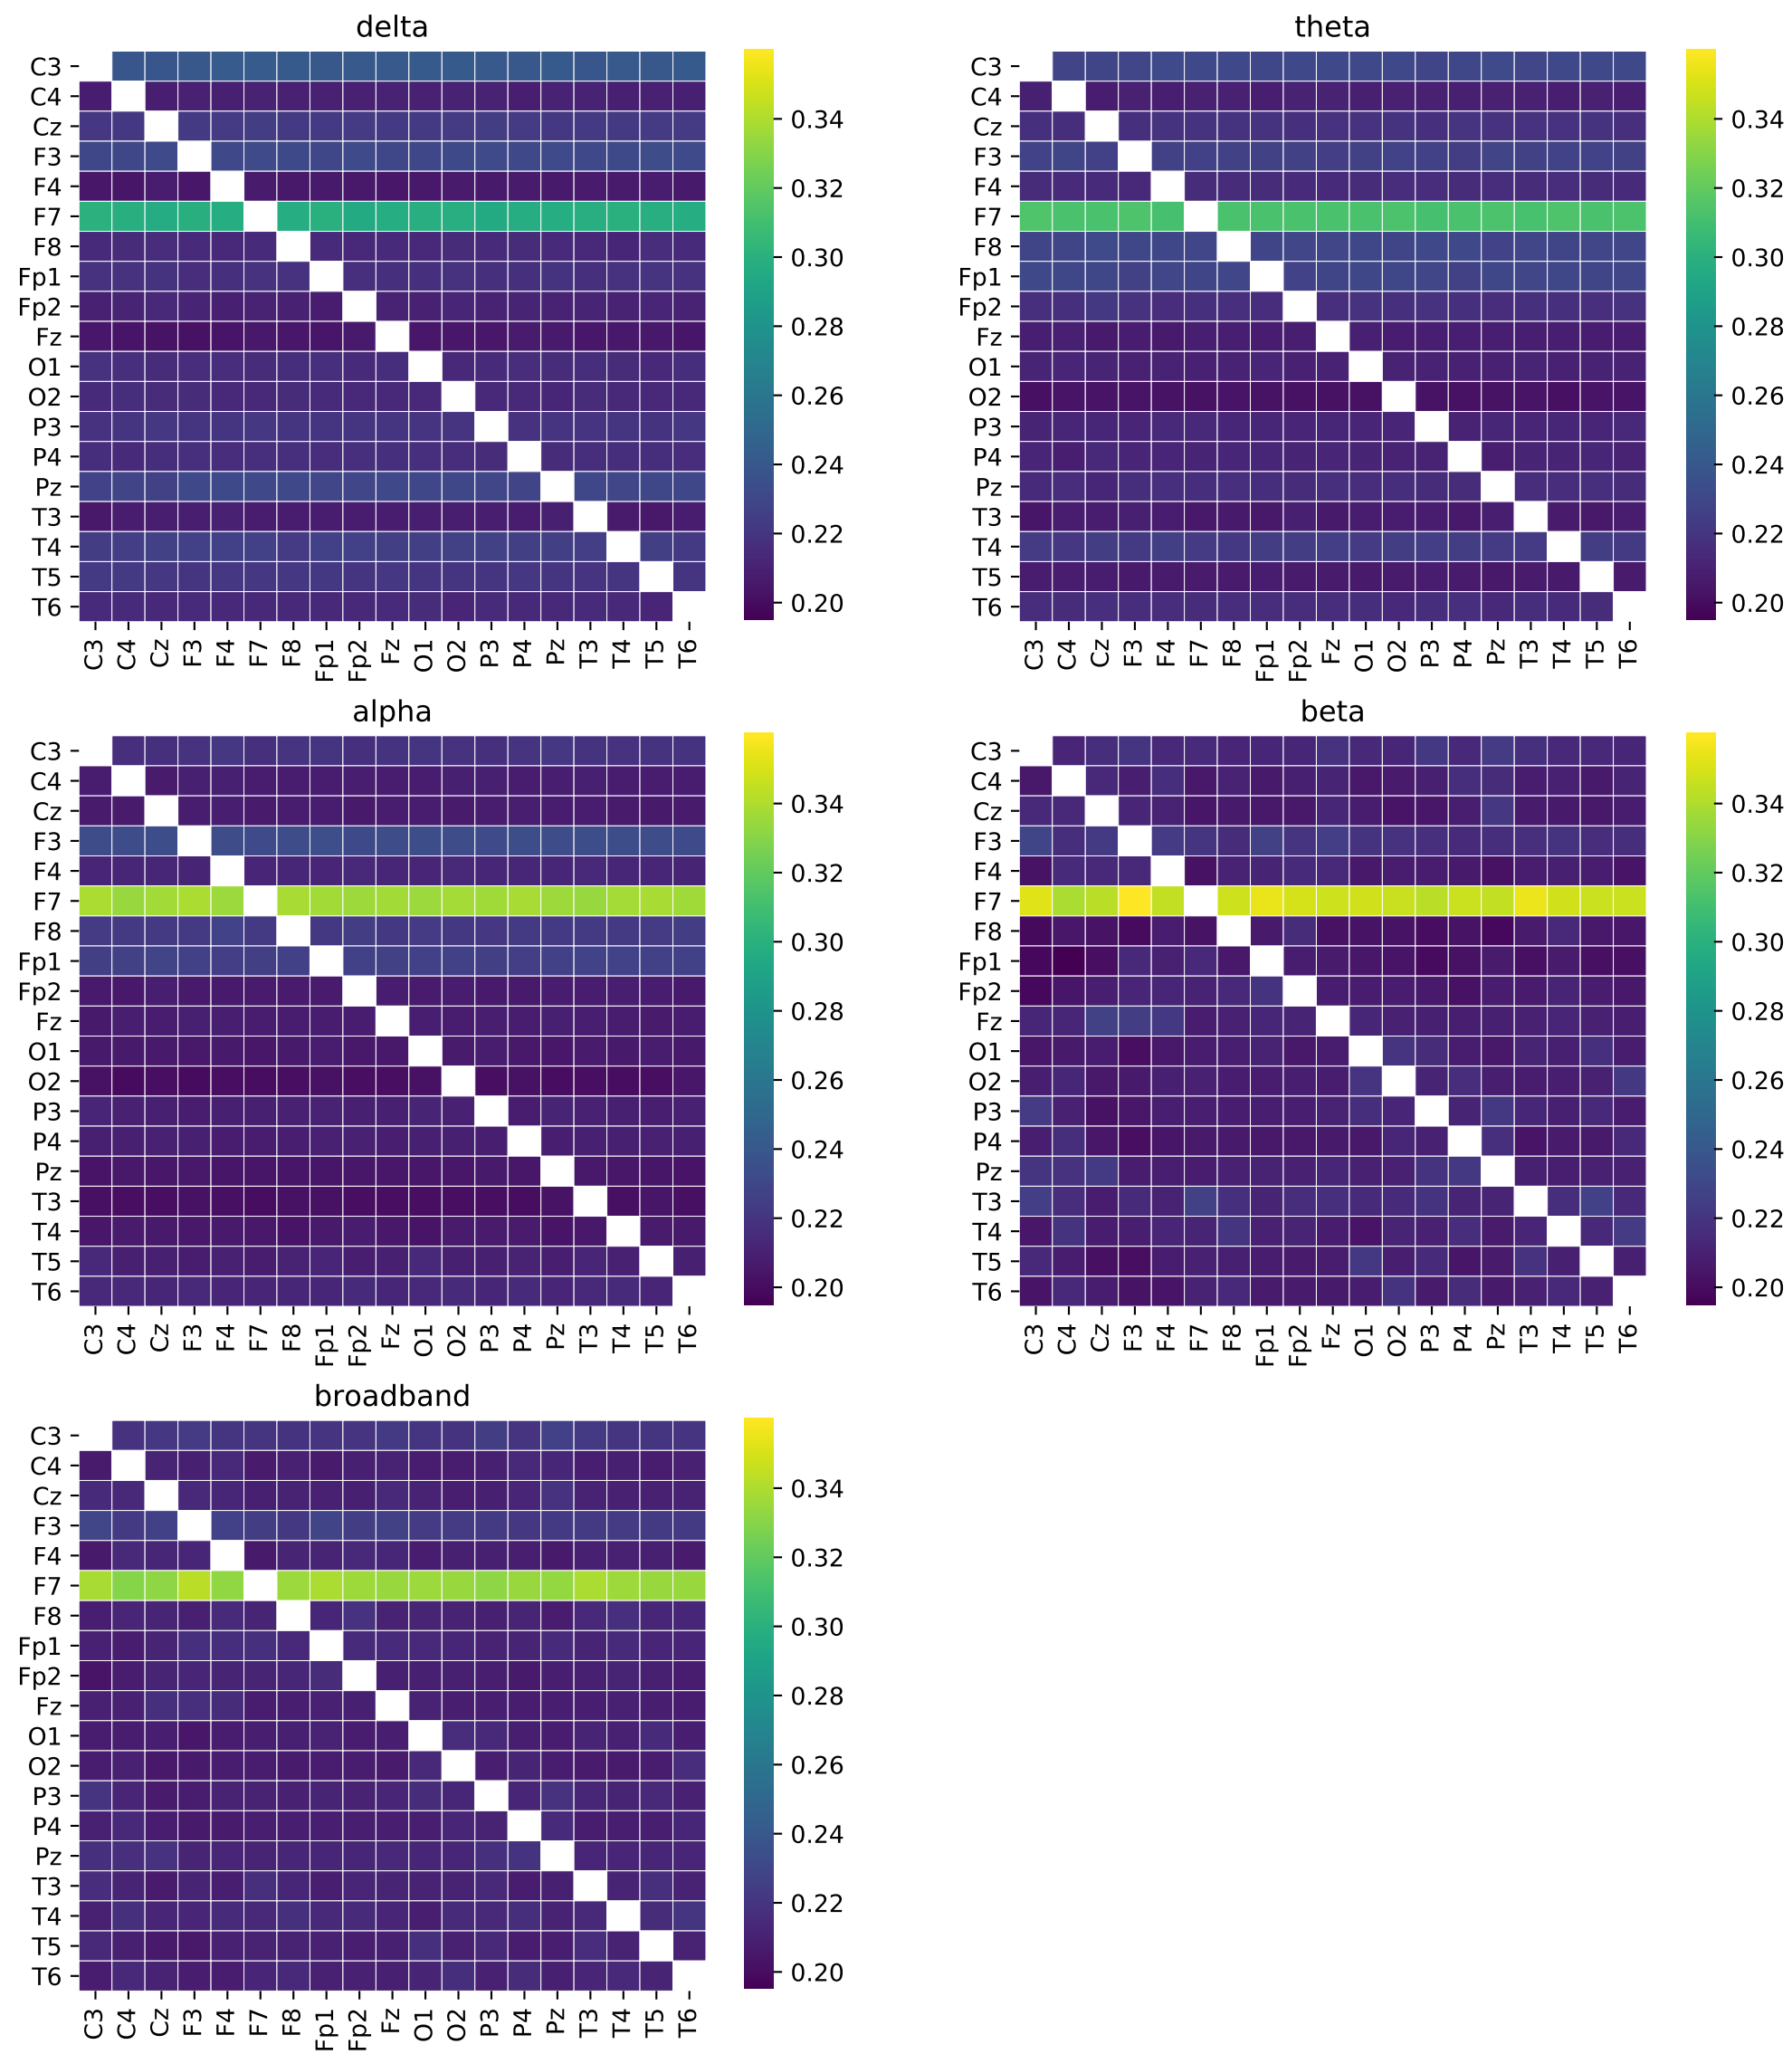 delta
theta
C3
C4
Cz
F3
F4
F7
F8
Fp1
Fp2
Fz
O1
O2
P3
P4
Pz
T3
T4
T5
T6
C3 C4 Cz F3 F4 F7 F8 Fp1 Fp2 Fz O1 O2 P3 P4 Pz T3 T4 T5 T6
0.34
0.32
0.30
0.28
0.26
0.24
0.22
0.20
C3
C4
Cz
F3
F4
F7
F8
Fp1
Fp2
Fz
O1
O2
P3
P4
Pz
T3
T4
T5
T6
C3 C4 Cz F3 F4 F7 F8 Fp1 Fp2 Fz O1 O2 P3 P4 Pz T3 T4 T5 T6
0.34
0.32
0.30
0.28
0.26
0.24
0.22
0.20
alpha
beta
C3
C4
Cz
F3
F4
F7
F8
Fp1
Fp2
Fz
O1
O2
P3
P4
Pz
T3
T4
T5
T6
C3 C4 Cz F3 F4 F7 F8 Fp1 Fp2 Fz O1 O2 P3 P4 Pz T3 T4 T5 T6
0.34
0.32
0.30
0.28
0.26
0.24
0.22
0.20
C3
C4
Cz
F3
F4
F7
F8
Fp1
Fp2
Fz
O1
O2
P3
P4
Pz
T3
T4
T5
T6
C3 C4 Cz F3 F4 F7 F8 Fp1 Fp2 Fz O1 O2 P3 P4 Pz T3 T4 T5 T6
0.34
0.32
0.30
0.28
0.26
0.24
0.22
0.20
broadband
C3
C4
Cz
F3
F4
F7
F8
Fp1
Fp2
Fz
O1
O2
P3
P4
Pz
T3
T4
T5
T6
C3 C4 Cz F3 F4 F7 F8 Fp1 Fp2 Fz O1 O2 P3 P4 Pz T3 T4 T5 T6
0.34
0.32
0.30
0.28
0.26
0.24
0.22
0.20